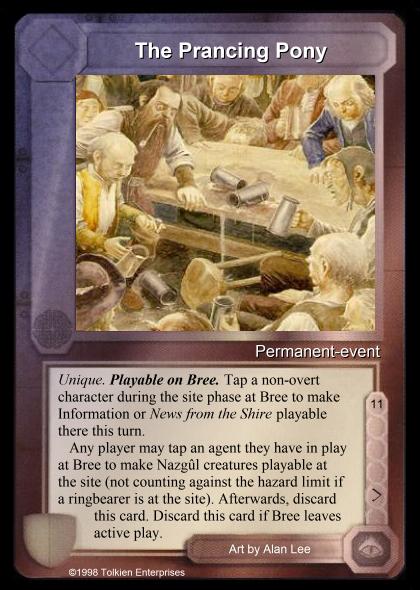 The Prancing Pony
Permanent-event
Unique. Playable on Bree. Tap a non-overt
character during the site phase at Bree to make
Information or News from the Shire playable
there this turn.
Any player may tap an agent they have in play
at Bree to make Nazgûl creatures playable at
the site (not counting against the hazard limit if
a ringbearer is at the site). Afterwards, discard
this card. Discard this card if Bree leaves
active play.
11
Art by Alan Lee
©1998 Tolkien Enterprises